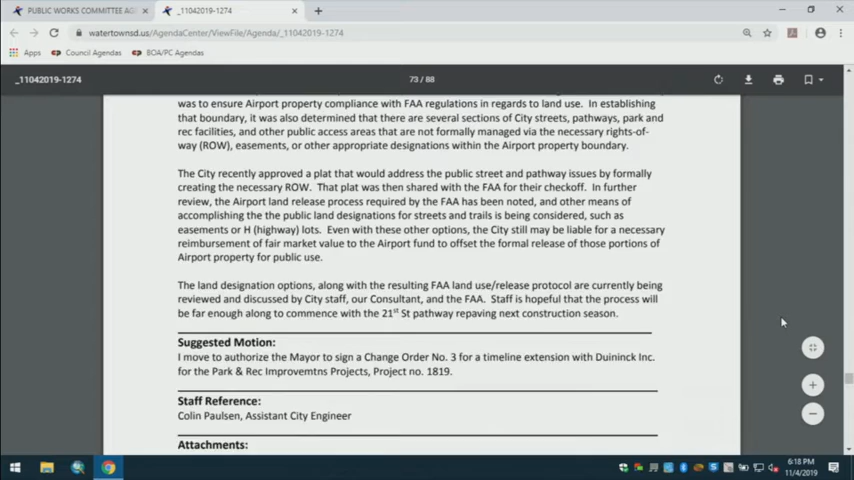 PUBLIC WORKS COMMITTEE AG
_11042019-1274
watertownsd.us/AgendaCenter/ViewFile/Agenda/_11042019-1274
Apps
Council Agendas
BOA/PC Agendas
_11042019-1274
73 / 88
was to ensure Airport property compliance with FAA regulations in regards to land use. In establishing
that boundary, it was also determined that there are several sections of City streets, pathways, park and
rec facilities, and other public access areas that are not formally managed via the necessary rights-of-
way (ROW), easements, or other appropriate designations within the Airport property boundary.
The City recently approved a plat that would address the public street and pathway issues by formally
creating the necessary ROW. That plat was then shared with the FAA for their checkoff. In further
review, the Airport land release process required by the FAA has been noted, and other means of
accomplishing the the public land designations for streets and trails is being considered, such as
easements or H (highway) lots. Even with these other options, the City still may be liable for a necessary
reimbursement of fair market value to the Airport fund to offset the formal release of those portions of
Airport property for public use.
The land designation options, along with the resulting FAA land use/release protocol are currently being
reviewed and discussed by City staff, our Consultant, and the FAA. Staff is hopeful that the process will
be far enough along to commence with the 21st St pathway repaving next construction season.
Suggested Motion:
I move to authorize the Mayor to sign a Change Order No. 3 for a timeline extension with Duininck Inc.
for the Park & Rec Improvemtns Projects, Project no. 1819.
Staff Reference:
Colin Paulsen, Assistant City Engineer
Attachments:
6:18 PM
11/4/2019